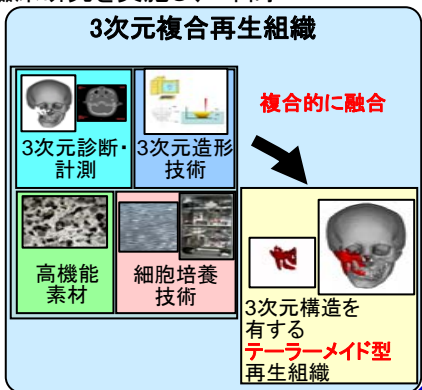 3次元複合再生組織
複合的に融合
3次元診断・
計測
3次元造形
技術
高機能
素材
細胞培養
技術
3次元構造を
有する
テーラーメイド型
再生組織